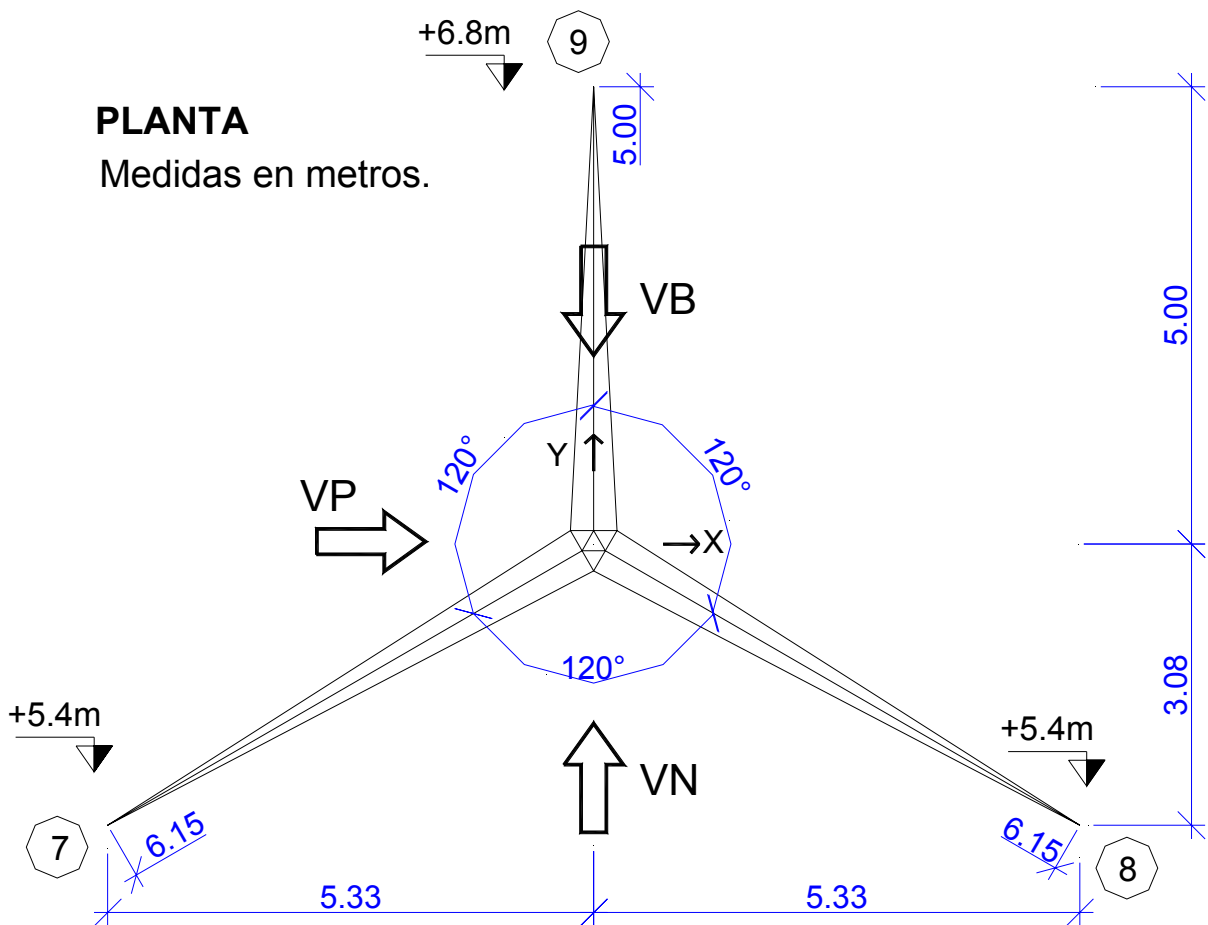 +6.8m
9
PLANTA
Medidas en metros.
5.00
VB
5.00
120°
Y
120°
VP
X
120°
3.08
+5.4m
+5.4m
VN
7
6.15
6.15
8
5.33
5.33